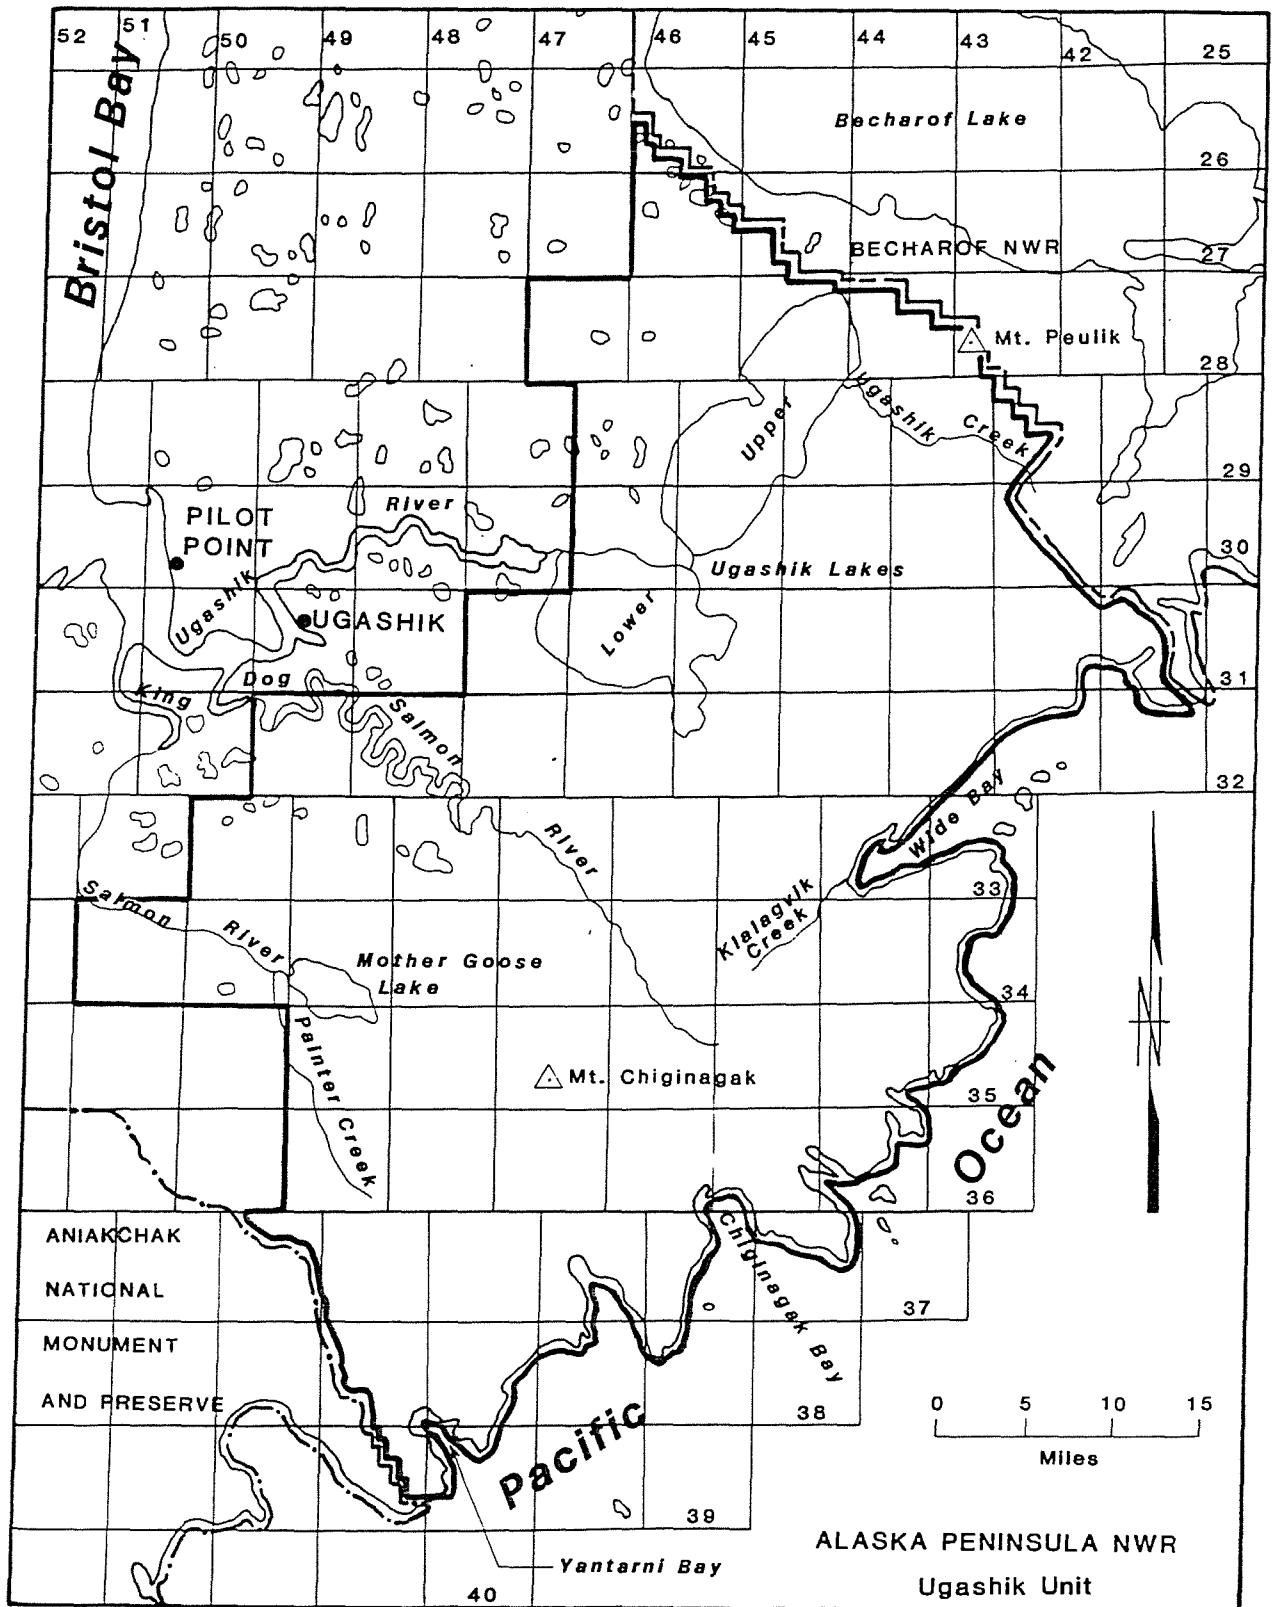 52
51
50
49
48
47
46
45
44
43
42
25
Bristol Bay
Becharof Lake
26
BECHAROF NWR
27
Mt. Peulik
28
Upper
Ugashik Creek
29
River
PILOT
POINT
30
Ugashik Lakes
Ugashik
UGASHIK
Lower
Dog
King
31
Salmon
32
Wide Bay
River
Salmon
River
33
Klalagvik
Creek
Mother Goose
Lake
34
Painter Creek
Mt. Chiginagak
35
Ocean
36
ANIAKCHAK
NATIONAL
MONUMENT
AND PRESERVE
Chiginagak Bay
37
38
Pacific
0 5 10 15
Miles
39
N
Yantarni Bay
40
ALASKA PENINSULA NWR
Ugashik Unit